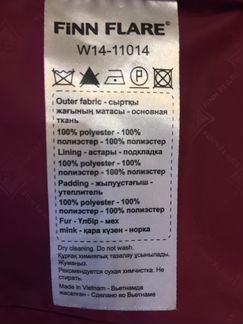 FiNN FLARE®
W14-11014
Outer fabric - сыртқы
жағының матасы - основная
ткань
100% polyester - 100%
полиэстер - 100% полиэстер
Lining - астары - подкладка
100% polyester - 100%
полиэстер - 100% полиэстер
Padding - жылуұстағыш -
утеплитель
100% polyester - 100%
полиэстер - 100% полиэстер
Fur - Үлбір - мех
mink - қара күзен - норка
Dry cleaning. Do not wash.
Құрғақ, химиялық тазалау ұсынылады.
Жумаңыз.
Рекомендуется сухая химчистка. Не
стирать.
Made in Vietnam - Вьетнамда
жасалған - Сделано во Вьетнаме